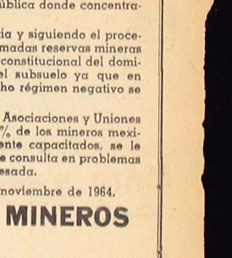 ública donde concentra-
ia y siguiendo el proce-
madas reservas mineras
constitucional del domi-
el subsuelo ya que en
ho régimen negativo se
Asociaciones y Uniones
% de los mineros mexi-
ente capacitados, se le
e consulta en problemas
esada.
noviembre de 1964.
MINEROS